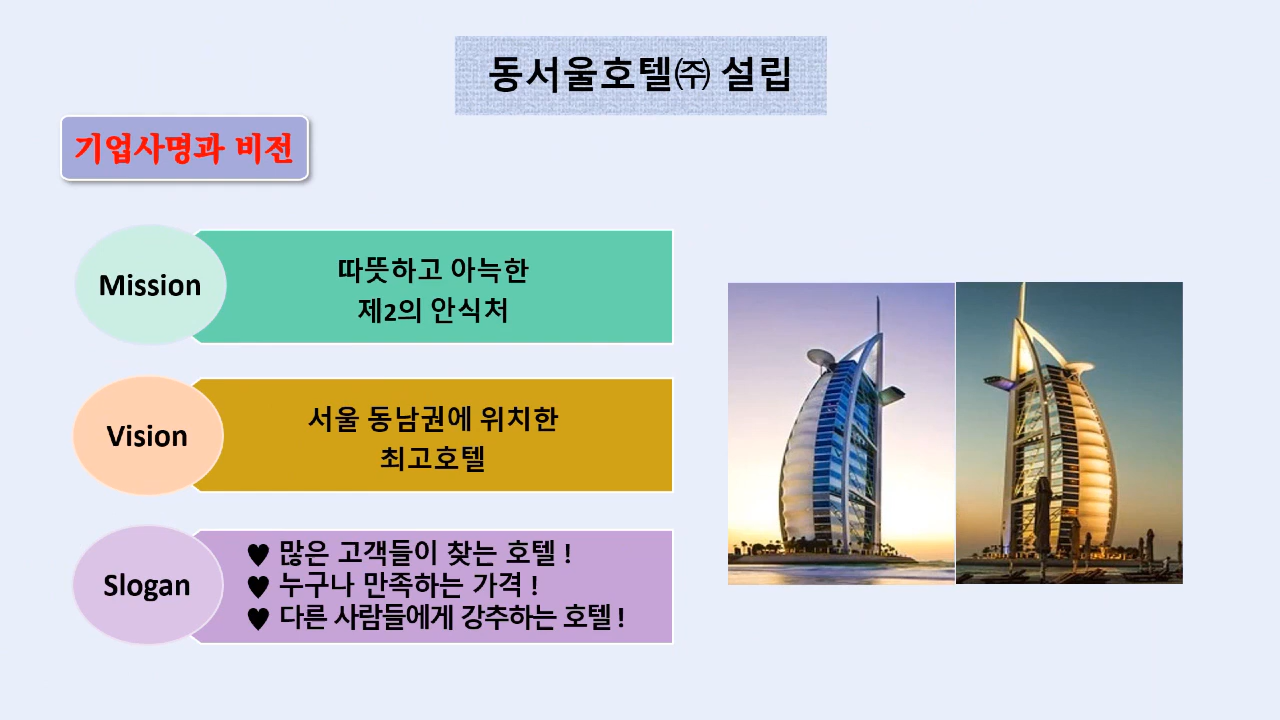 동서울호텔㈜ 설립
기업사명과 비전
Mission
따뜻하고 아늑한
제2의 안식처
Vision
서울 동남권에 위치한
최고호텔
Slogan
♥ 많은 고객들이 찾는 호텔 !
♥ 누구나 만족하는 가격 !
♥ 다른 사람들에게 강추하는 호텔 !